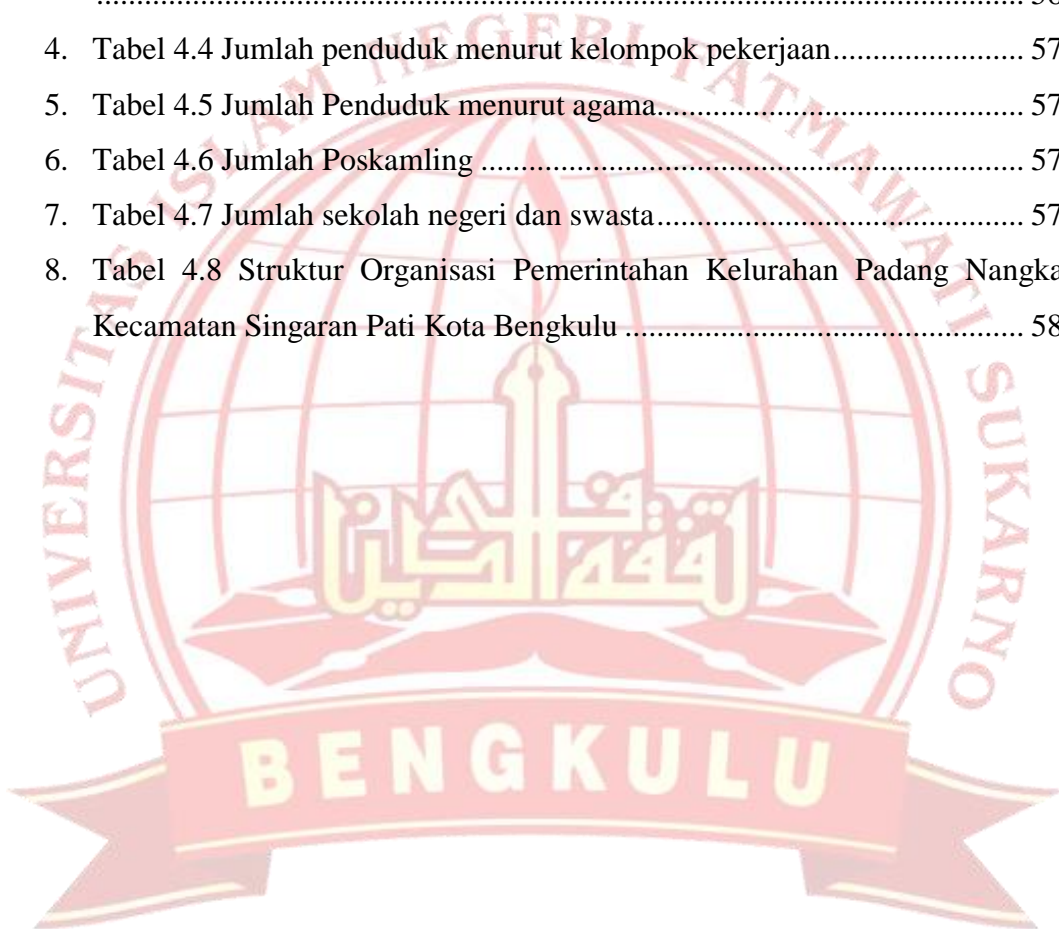 4. Tabel 4.4 Jumlah penduduk menurut kelompok pekerjaan........................ 57
5. Tabel 4.5 Jumlah Penduduk menurut agama.............................................. 57
6. Tabel 4.6 Jumlah Poskamling .................................................................... 57
7. Tabel 4.7 Jumlah sekolah negeri dan swasta.............................................. 57
8. Tabel 4.8 Struktur Organisasi Pemerintahan Kelurahan Padang Nangka
Kecamatan Singaran Pati Kota Bengkulu .................................................. 58
UNIVERSITAS ISLAM NEGERI FATMAWATI SUKARNO
BENGKULU